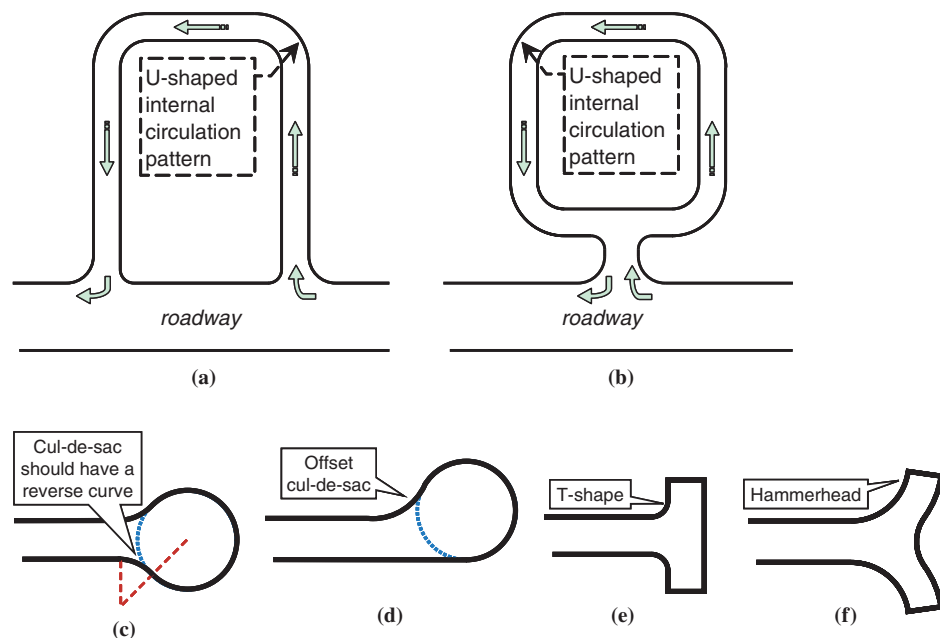 U-shaped
internal
circulation
pattern
roadway
(a)
U-shaped
internal
circulation
pattern
roadway
(b)
Cul-de-sac
should have a
reverse curve
(c)
Offset
cul-de-sac
(d)
T-shape
(e)
Hammerhead
(f)